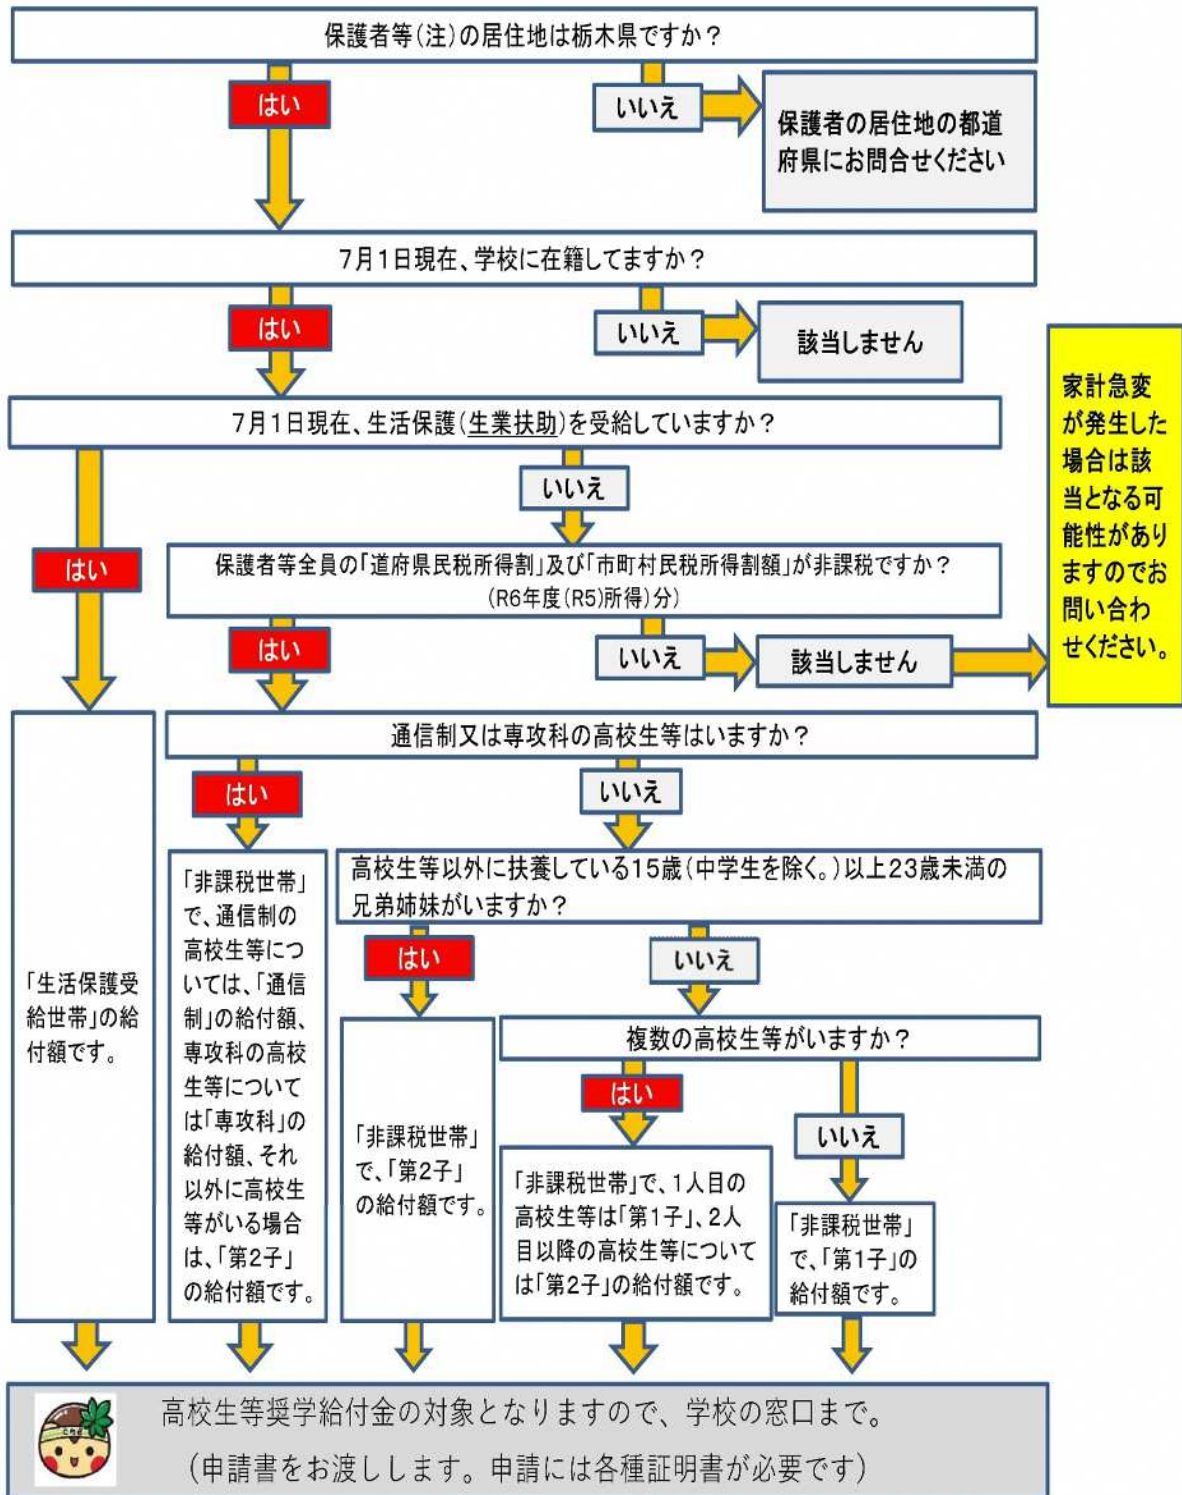 保護者等(注)の居住地は栃木県ですか？
はい
いいえ
保護者の居住地の都道
府県にお問合せください
7月1日現在、学校に在籍してますか？
はい
いいえ
該当しません
家計急変
が発生した
場合は該
当となる可
能性があり
ますのでお
問い合わ
せください。
7月1日現在、生活保護(生業扶助)を受給していますか？
いいえ
はい
保護者等全員の「道府県民税所得割」及び「市町村民税所得割額」が非課税ですか？
(R6年度(R5)所得)分)
はい
いいえ
該当しません
通信制又は専攻科の高校生等はいますか？
はい
いいえ
高校生等以外に扶養している15歳(中学生を除く。)以上23歳未満の
兄弟姉妹がいますか？
はい
いいえ
複数の高校生等がいますか？
はい
いいえ
「生活保護受
給世帯」の給
付額です。
「非課税世帯」
で、通信制の
高校生等につ
いては、「通信
制」の給付額、
専攻科の高校
生等について
は「専攻科」の
給付額、それ
以外に高校生
等がいる場合
は、「第2子」
の給付額です。
「非課税世帯」
で、「第2子」
の給付額です。
「非課税世帯」で、1人目の
高校生等は「第1子」、2人
目以降の高校生等について
は「第2子」の給付額です。
「非課税世帯」
で、「第1子」の
給付額です。
高校生等奨学給付金の対象となりますので、学校の窓口まで。
(申請書をお渡しします。申請には各種証明書が必要です)